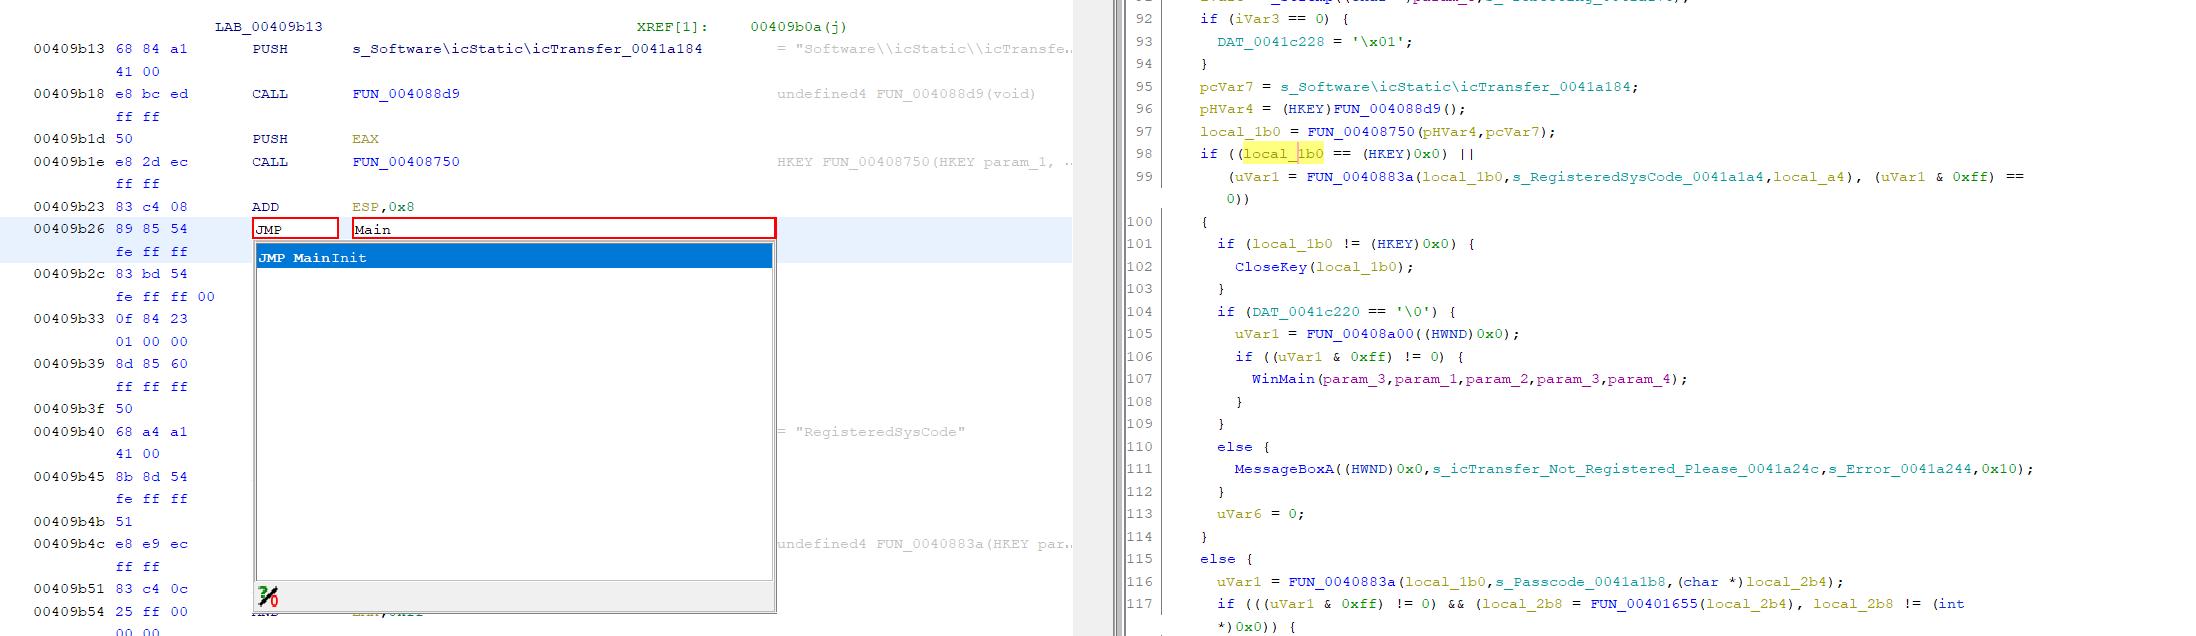 LAB_00409b13 XREF[1]: 00409b0a(j)
00409b13 68 84 a1 PUSH s_Software\icStatic\icTransfer_0041a184 = "Software\\icStatic\\icTransfe…
41 00
00409b18 e8 bc ed CALL FUN_004088d9 undefined4 FUN_004088d9(void)
ff ff
00409b1d 50 PUSH EAX
00409b1e e8 2d ec CALL FUN_00408750 HKEY FUN_00408750(HKEY param_1, …
ff ff
00409b23 83 c4 08 ADD ESP,0x8
00409b26 89 85 54 JMP Main
fe ff ff
JMP MainInit
00409b2c 83 bd 54
fe ff ff 00
00409b33 0f 84 23
01 00 00
00409b39 8d 85 60
ff ff ff
00409b3f 50
00409b40 68 a4 a1 = "RegisteredSysCode"
41 00
00409b45 8b 8d 54
fe ff ff
00409b4b 51
00409b4c e8 e9 ec undefined4 FUN_0040883a(HKEY par…
ff ff
00409b51 83 c4 0c
00409b54 25 ff 00
00 00
92 if (iVar3 == 0) {
93 DAT_0041c228 = '\x01';
94 }
95 pcVar7 = s_Software\icStatic\icTransfer_0041a184;
96 pHVar4 = (HKEY)FUN_004088d9();
97 local_1b0 = FUN_00408750(pHVar4,pcVar7);
98 if ((local_1b0 == (HKEY)0x0) ||
99 (uVar1 = FUN_0040883a(local_1b0,s_RegisteredSysCode_0041a1a4,local_a4), (uVar1 & 0xff) ==
0))
100 {
101 if (local_1b0 != (HKEY)0x0) {
102 CloseKey(local_1b0);
103 }
104 if (DAT_0041c220 == '\0') {
105 uVar1 = FUN_00408a00((HWND)0x0);
106 if ((uVar1 & 0xff) != 0) {
107 WinMain(param_3,param_1,param_2,param_3,param_4);
108 }
109 }
110 else {
111 MessageBoxA((HWND)0x0,s_icTransfer_Not_Registered_Please_0041a24c,s_Error_0041a244,0x10);
112 }
113 uVar6 = 0;
114 }
115 else {
116 uVar1 = FUN_0040883a(local_1b0,s_Passcode_0041a1b8,(char *)local_2b4);
117 if (((uVar1 & 0xff) != 0) && (local_2b8 = FUN_00401655(local_2b4), local_2b8 != (int
*)0x0)) {